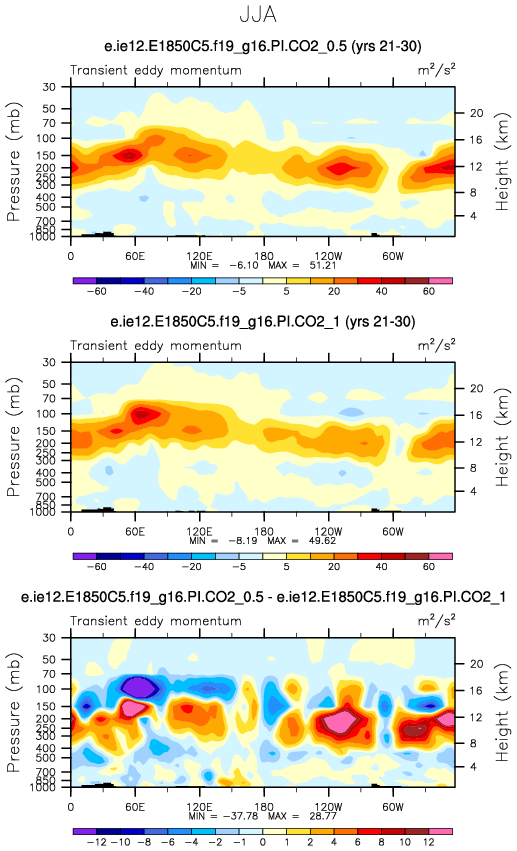 JJA
e.ie12.E1850C5.f19_g16.PI.CO2_0.5 (yrs 21-30)
Transient eddy momentum m²/s²
Pressure (mb)
30
50
70
100
150
200
250
300
400
500
700
850
1000
Height (km)
20
16
12
8
4
0 60E 120E 180 120W 60W
MIN = -6.10 MAX = 51.21
-60 -40 -20 -5 5 20 40 60
e.ie12.E1850C5.f19_g16.PI.CO2_1 (yrs 21-30)
Transient eddy momentum m²/s²
Pressure (mb)
30
50
70
100
150
200
250
300
400
500
700
850
1000
Height (km)
20
16
12
8
4
0 60E 120E 180 120W 60W
MIN = -8.19 MAX = 49.62
-60 -40 -20 -5 5 10 20 30 40 60
e.ie12.E1850C5.f19_g16.PI.CO2_0.5 - e.ie12.E1850C5.f19_g16.PI.CO2_1
Transient eddy momentum m²/s²
Pressure (mb)
30
50
70
100
150
200
250
300
400
500
700
850
1000
Height (km)
20
16
12
8
4
0 60E 120E 180 120W 60W
MIN = -37.78 MAX = 28.77
-12 -10 -8 -6 -4 -2 -1 0 1 2 4 6 8 10 12